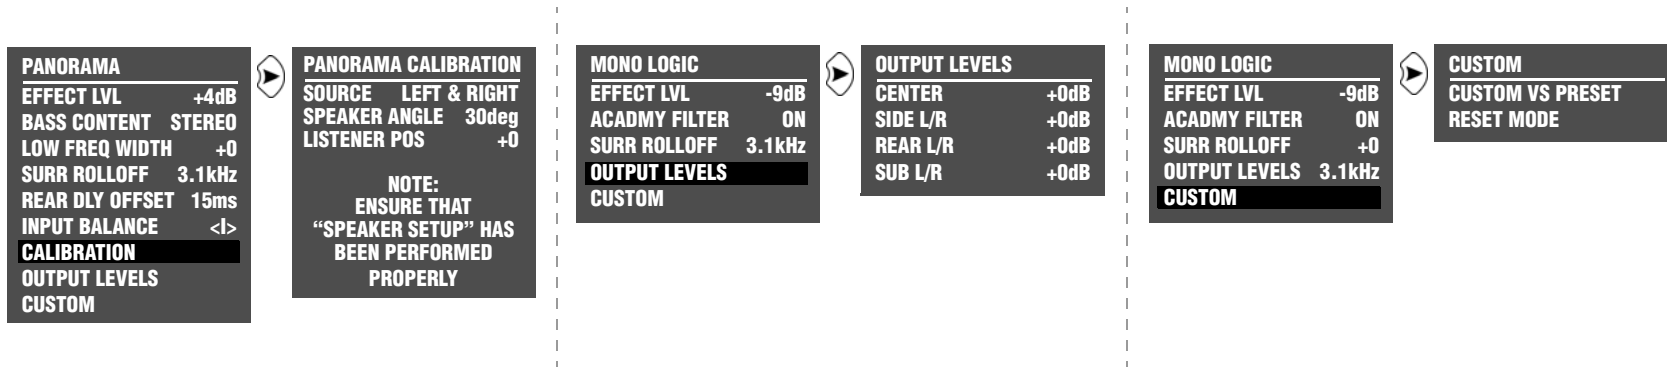 PANORAMA
EFFECT LVL +4dB
BASS CONTENT STEREO
LOW FREQ WIDTH +0
SURR ROLLOFF 3.1kHz
REAR DLY OFFSET 15ms
INPUT BALANCE <I>
CALIBRATION
OUTPUT LEVELS
CUSTOM
PANORAMA CALIBRATION
SOURCE LEFT & RIGHT
SPEAKER ANGLE 30deg
LISTENER POS +0
NOTE:
ENSURE THAT
“SPEAKER SETUP” HAS
BEEN PERFORMED
PROPERLY
MONO LOGIC
EFFECT LVL -9dB
ACADMY FILTER ON
SURR ROLLOFF 3.1kHz
OUTPUT LEVELS
CUSTOM
OUTPUT LEVELS
CENTER +0dB
SIDE L/R +0dB
REAR L/R +0dB
SUB L/R +0dB
MONO LOGIC
EFFECT LVL -9dB
ACADMY FILTER ON
SURR ROLLOFF +0
OUTPUT LEVELS 3.1kHz
CUSTOM
CUSTOM
CUSTOM VS PRESET
RESET MODE